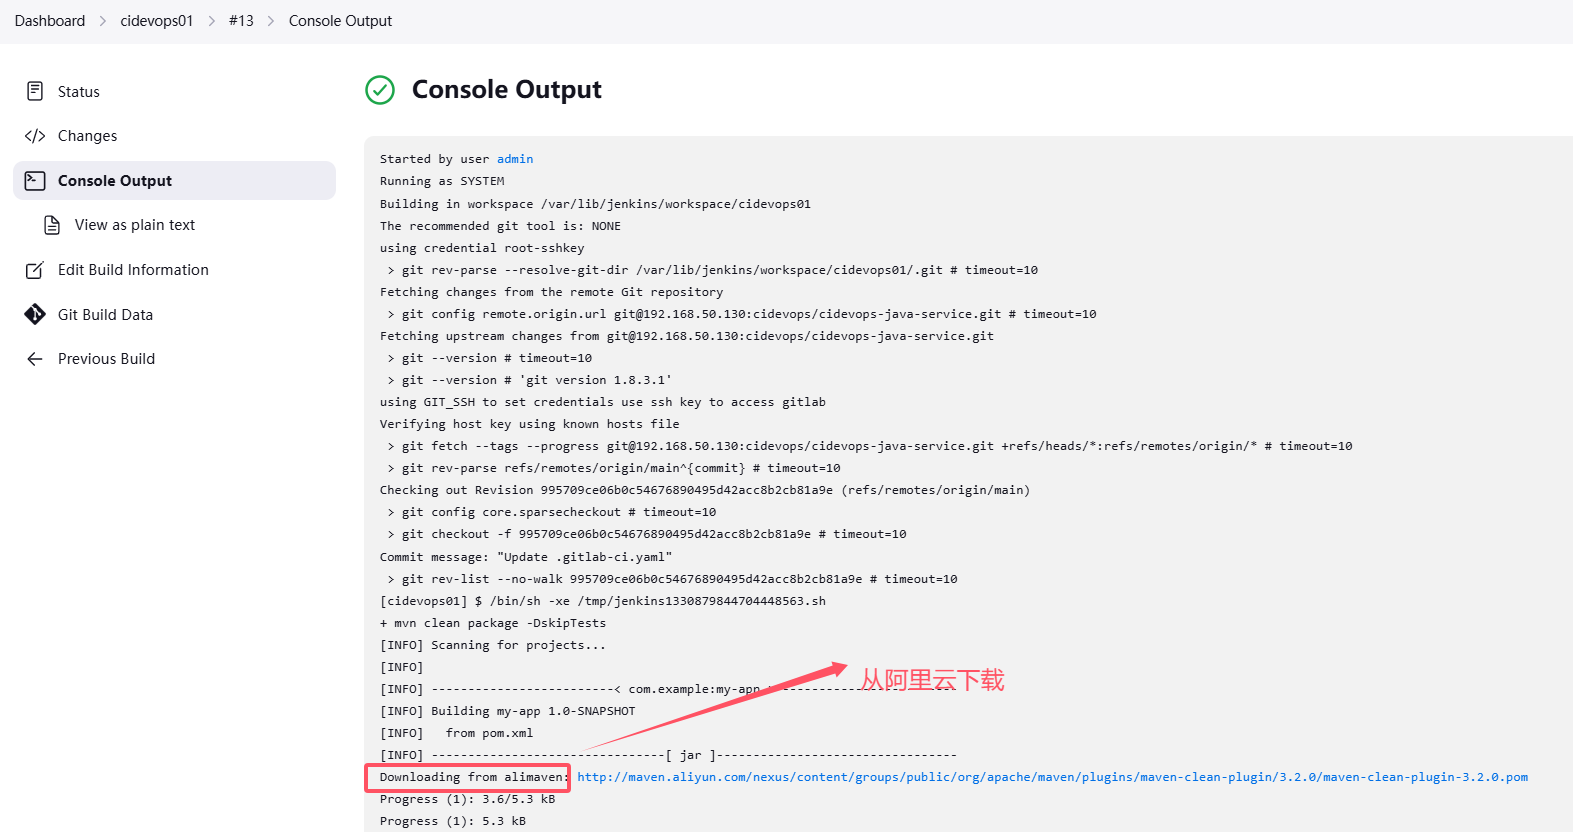 Dashboard > cidevops01 > #13 > Console Output
Status
Changes
Console Output
View as plain text
Edit Build Information
Git Build Data
Previous Build
Console Output
Started by user admin
Running as SYSTEM
Building in workspace /var/lib/jenkins/workspace/cidevops01
The recommended git tool is: NONE
using credential root-sshkey
 > git rev-parse --resolve-git-dir /var/lib/jenkins/workspace/cidevops01/.git # timeout=10
Fetching changes from the remote Git repository
 > git config remote.origin.url git@192.168.50.130:cidevops/cidevops-java-service.git # timeout=10
Fetching upstream changes from git@192.168.50.130:cidevops/cidevops-java-service.git
 > git --version # timeout=10
 > git --version # 'git version 1.8.3.1'
using GIT_SSH to set credentials use ssh key to access gitlab
Verifying host key using known hosts file
 > git fetch --tags --progress git@192.168.50.130:cidevops/cidevops-java-service.git +refs/heads/*:refs/remotes/origin/* # timeout=10
 > git rev-parse refs/remotes/origin/main^{commit} # timeout=10
Checking out Revision 995709ce06b0c54676890495d42acc8b2cb81a9e (refs/remotes/origin/main)
 > git config core.sparsecheckout # timeout=10
 > git checkout -f 995709ce06b0c54676890495d42acc8b2cb81a9e # timeout=10
Commit message: "Update .gitlab-ci.yaml"
 > git rev-list --no-walk 995709ce06b0c54676890495d42acc8b2cb81a9e # timeout=10
[cidevops01] $ /bin/sh -xe /tmp/jenkins1330879844704448563.sh
+ mvn clean package -DskipTests
[INFO] Scanning for projects...
[INFO]
[INFO] -------------------------< com.example:my-app >--------------------------
从阿里云下载
[INFO] Building my-app 1.0-SNAPSHOT
[INFO]   from pom.xml
[INFO] --------------------------------[ jar ]---------------------------------
Downloading from alimaven: http://maven.aliyun.com/nexus/content/groups/public/org/apache/maven/plugins/maven-clean-plugin/3.2.0/maven-clean-plugin-3.2.0.pom
Progress (1): 3.6/5.3 kB
Progress (1): 5.3 kB